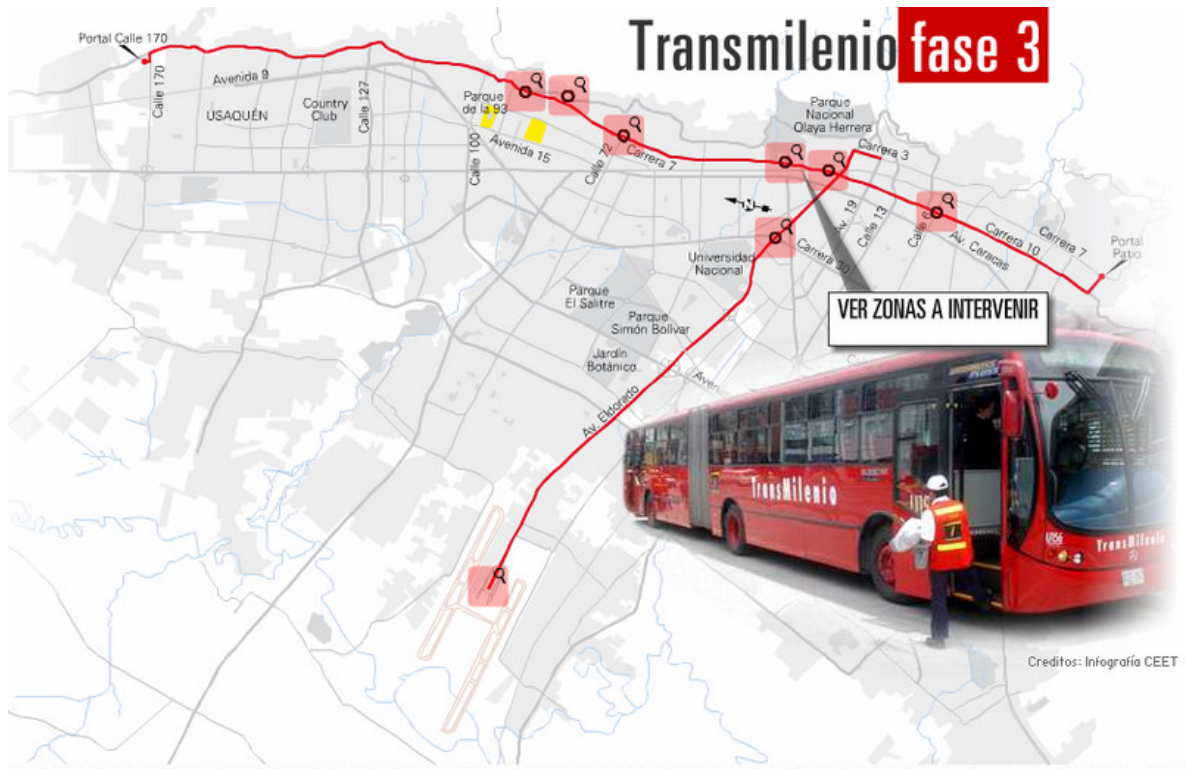 Transmilenio fase 3
Portal Calle 170
Calle 170
Avenida 9
USAQUÉN
Country
Club
Calle 127
Parque
de la 93
Calle 100
Avenida 15
Calle 72
Carrera 7
Parque
Nacional
Olaya Herrera
Carrera 3
N
Av. 19
Calle 13
Calle 6
Av. Caracas
Carrera 10
Carrera 7
Portal
Patio
Universidad
Nacional
Carrera 30
VER ZONAS A INTERVENIR
Parque
El Salitre
Parque
Simón Bolívar
Jardín
Botánico
Av. Eldorado
TransMilenio
TransMilenio
Creditos: Infografía CEET